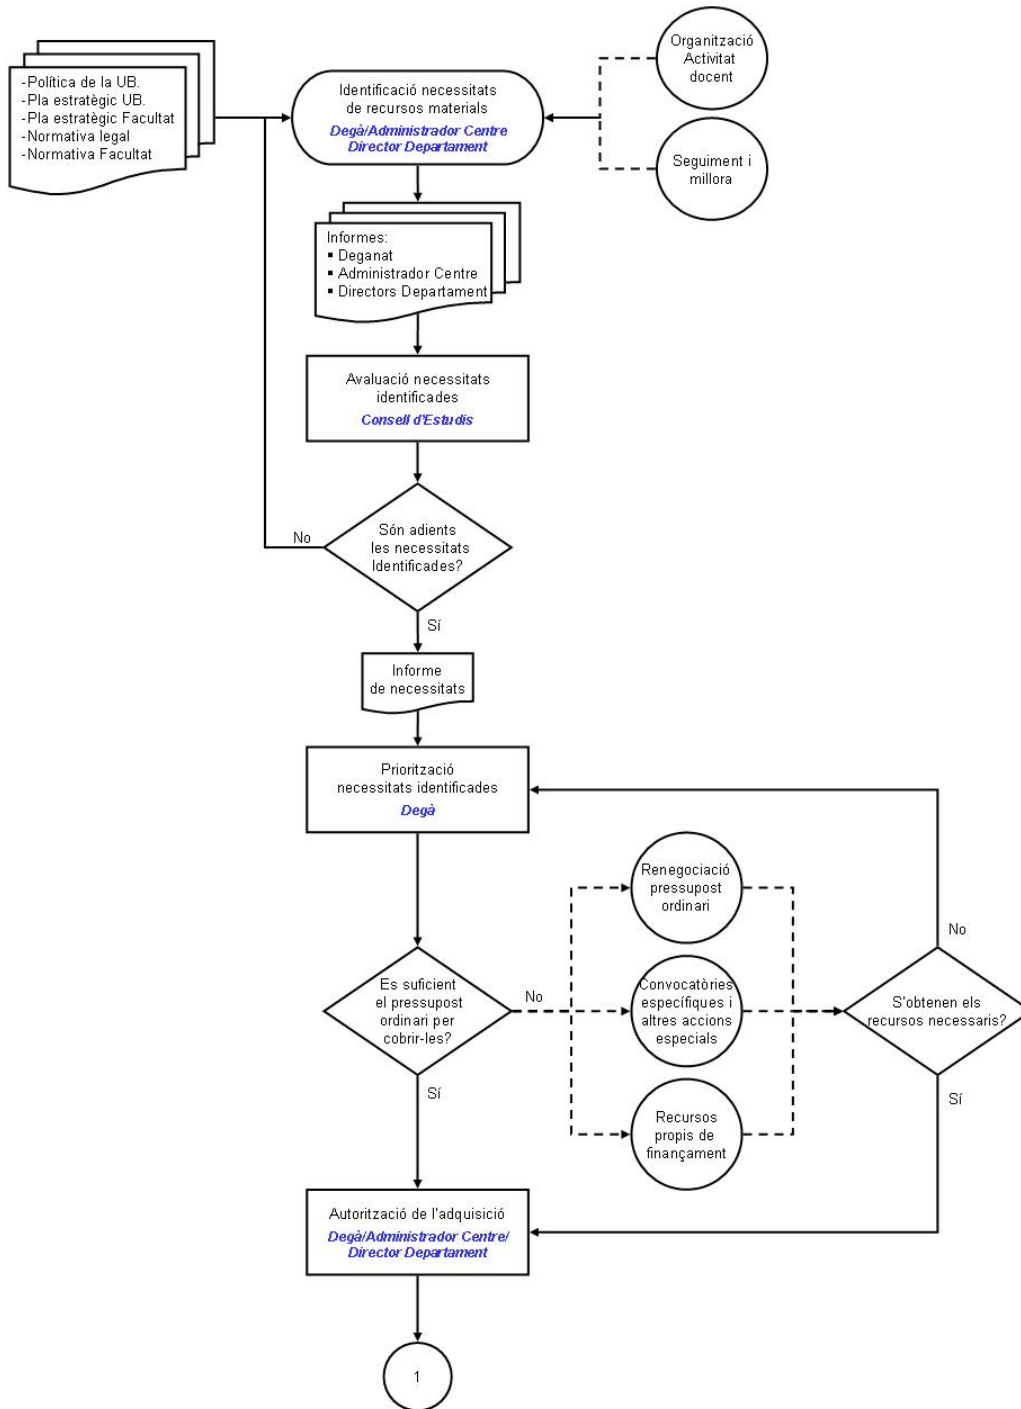 -Política de la UB.
-Pla estratègic UB.
-Pla estratègic Facultat
-Normativa legal
-Normativa Facultat
Identificació necessitats
de recursos materials
Degà/Administrador Centre
Director Departament
Organització
Activitat
docent
Seguiment i
millora
Informes:
▪ Deganat
▪ Administrador Centre
▪ Directors Departament
Avaluació necessitats
identificades
Consell d'Estudis
Són adients
les necessitats
Identificades?
No
Sí
Informe
de necessitats
Priorització
necessitats identificades
Degà
Es suficient
el pressupost
ordinari per
cobrir-les?
No
Sí
Renegociació
pressupost
ordinari
Convocatòries
específiques i
altres accions
especials
Recursos
propis de
finançament
S'obtenen els
recursos necessaris?
No
Sí
Autorització de l'adquisició
Degà/Administrador Centre/
Director Departament
1